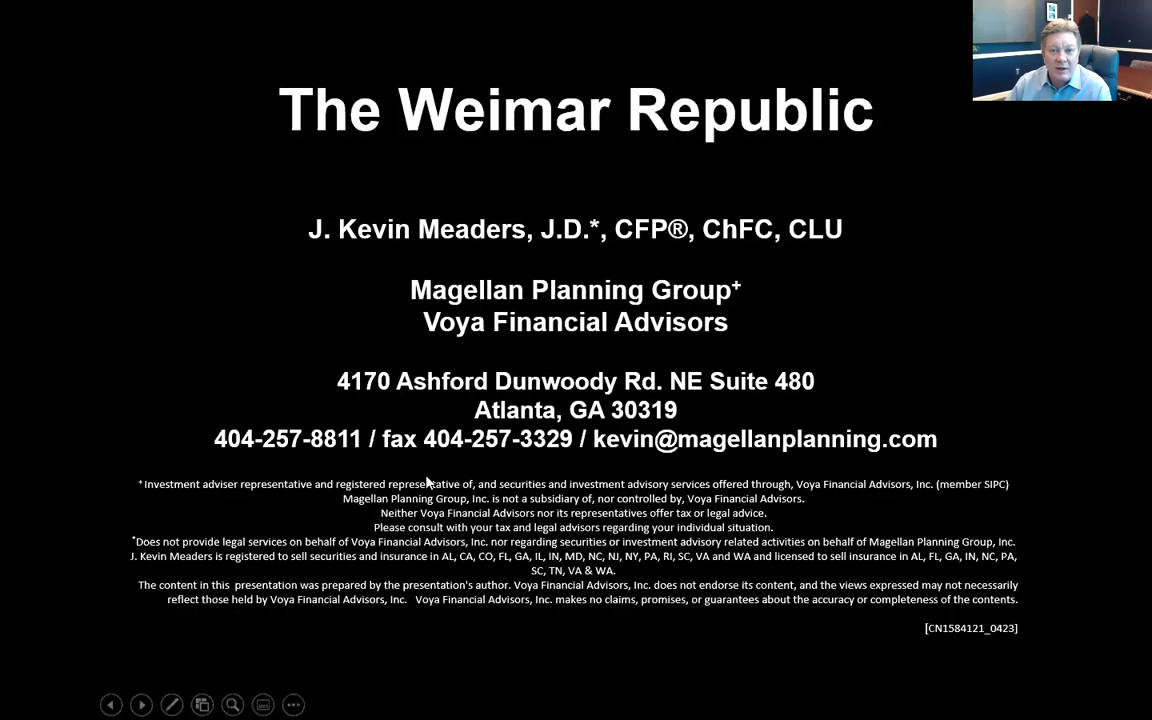 The Weimar Republic
J. Kevin Meaders, J.D.*, CFP®, ChFC, CLU
Magellan Planning Group+
Voya Financial Advisors
4170 Ashford Dunwoody Rd. NE Suite 480
Atlanta, GA 30319
404-257-8811 / fax 404-257-3329 / kevin@magellanplanning.com
+Investment adviser representative and registered representative of, and securities and investment advisory services offered through, Voya Financial Advisors, Inc. (member SIPC)
Magellan Planning Group, Inc. is not a subsidiary of, nor controlled by, Voya Financial Advisors.
Neither Voya Financial Advisors nor its representatives offer tax or legal advice.
Please consult with your tax and legal advisors regarding your individual situation.
*Does not provide legal services on behalf of Voya Financial Advisors, Inc. nor regarding securities or investment advisory related activities on behalf of Magellan Planning Group, Inc.
J. Kevin Meaders is registered to sell securities and insurance in AL, CA, CO, FL, GA, IL, IN, MD, NC, NJ, NY, PA, RI, SC, VA and WA and licensed to sell insurance in AL, FL, GA, IN, NC, PA,
SC, TN, VA & WA.
The content in this presentation was prepared by the presentation's author. Voya Financial Advisors, Inc. does not endorse its content, and the views expressed may not necessarily
reflect those held by Voya Financial Advisors, Inc. Voya Financial Advisors, Inc. makes no claims, promises, or guarantees about the accuracy or completeness of the contents.
[CN1584121_0423]